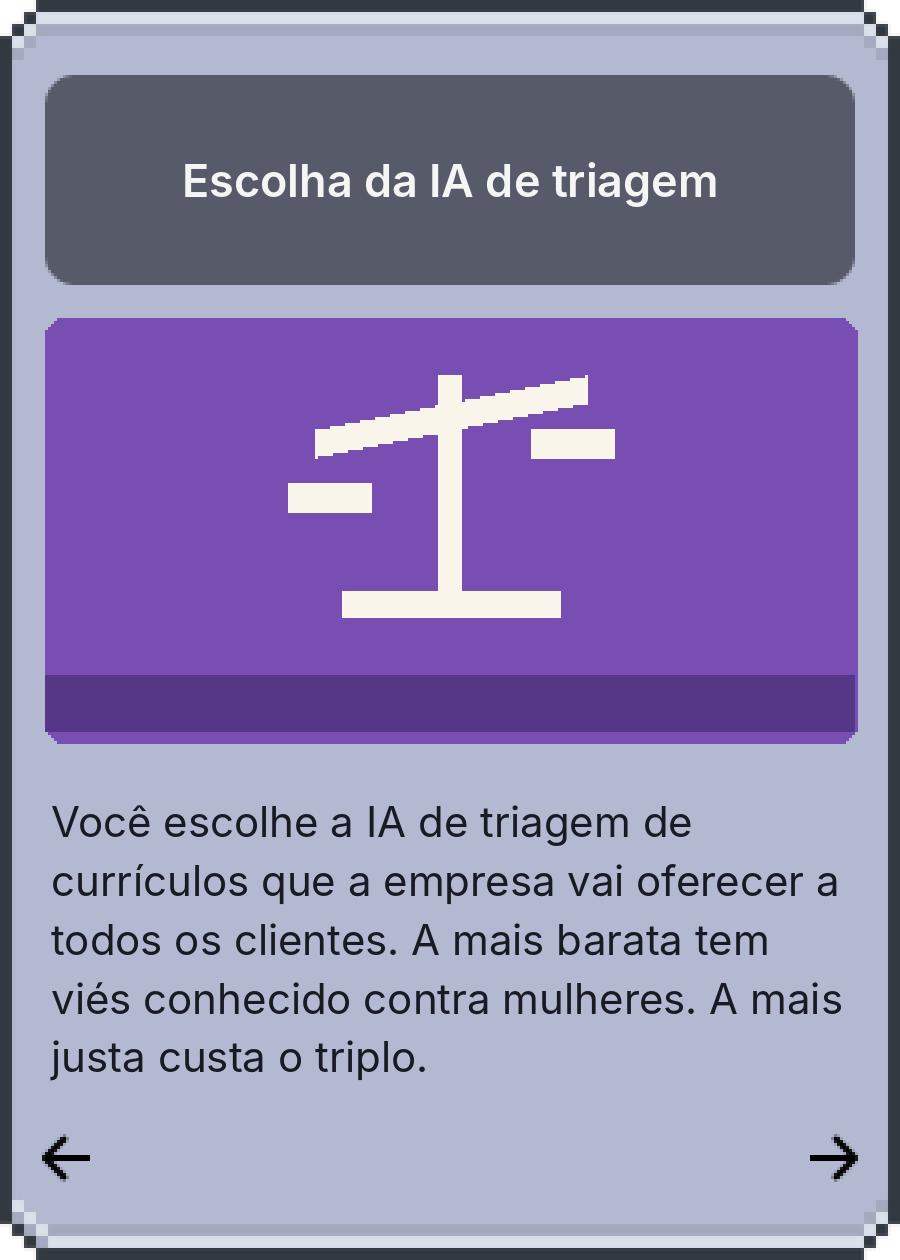 Escolha da IA de triagem
Você escolhe a IA de triagem de
currículos que a empresa vai oferecer a
todos os clientes. A mais barata tem
viés conhecido contra mulheres. A mais
justa custa o triplo.